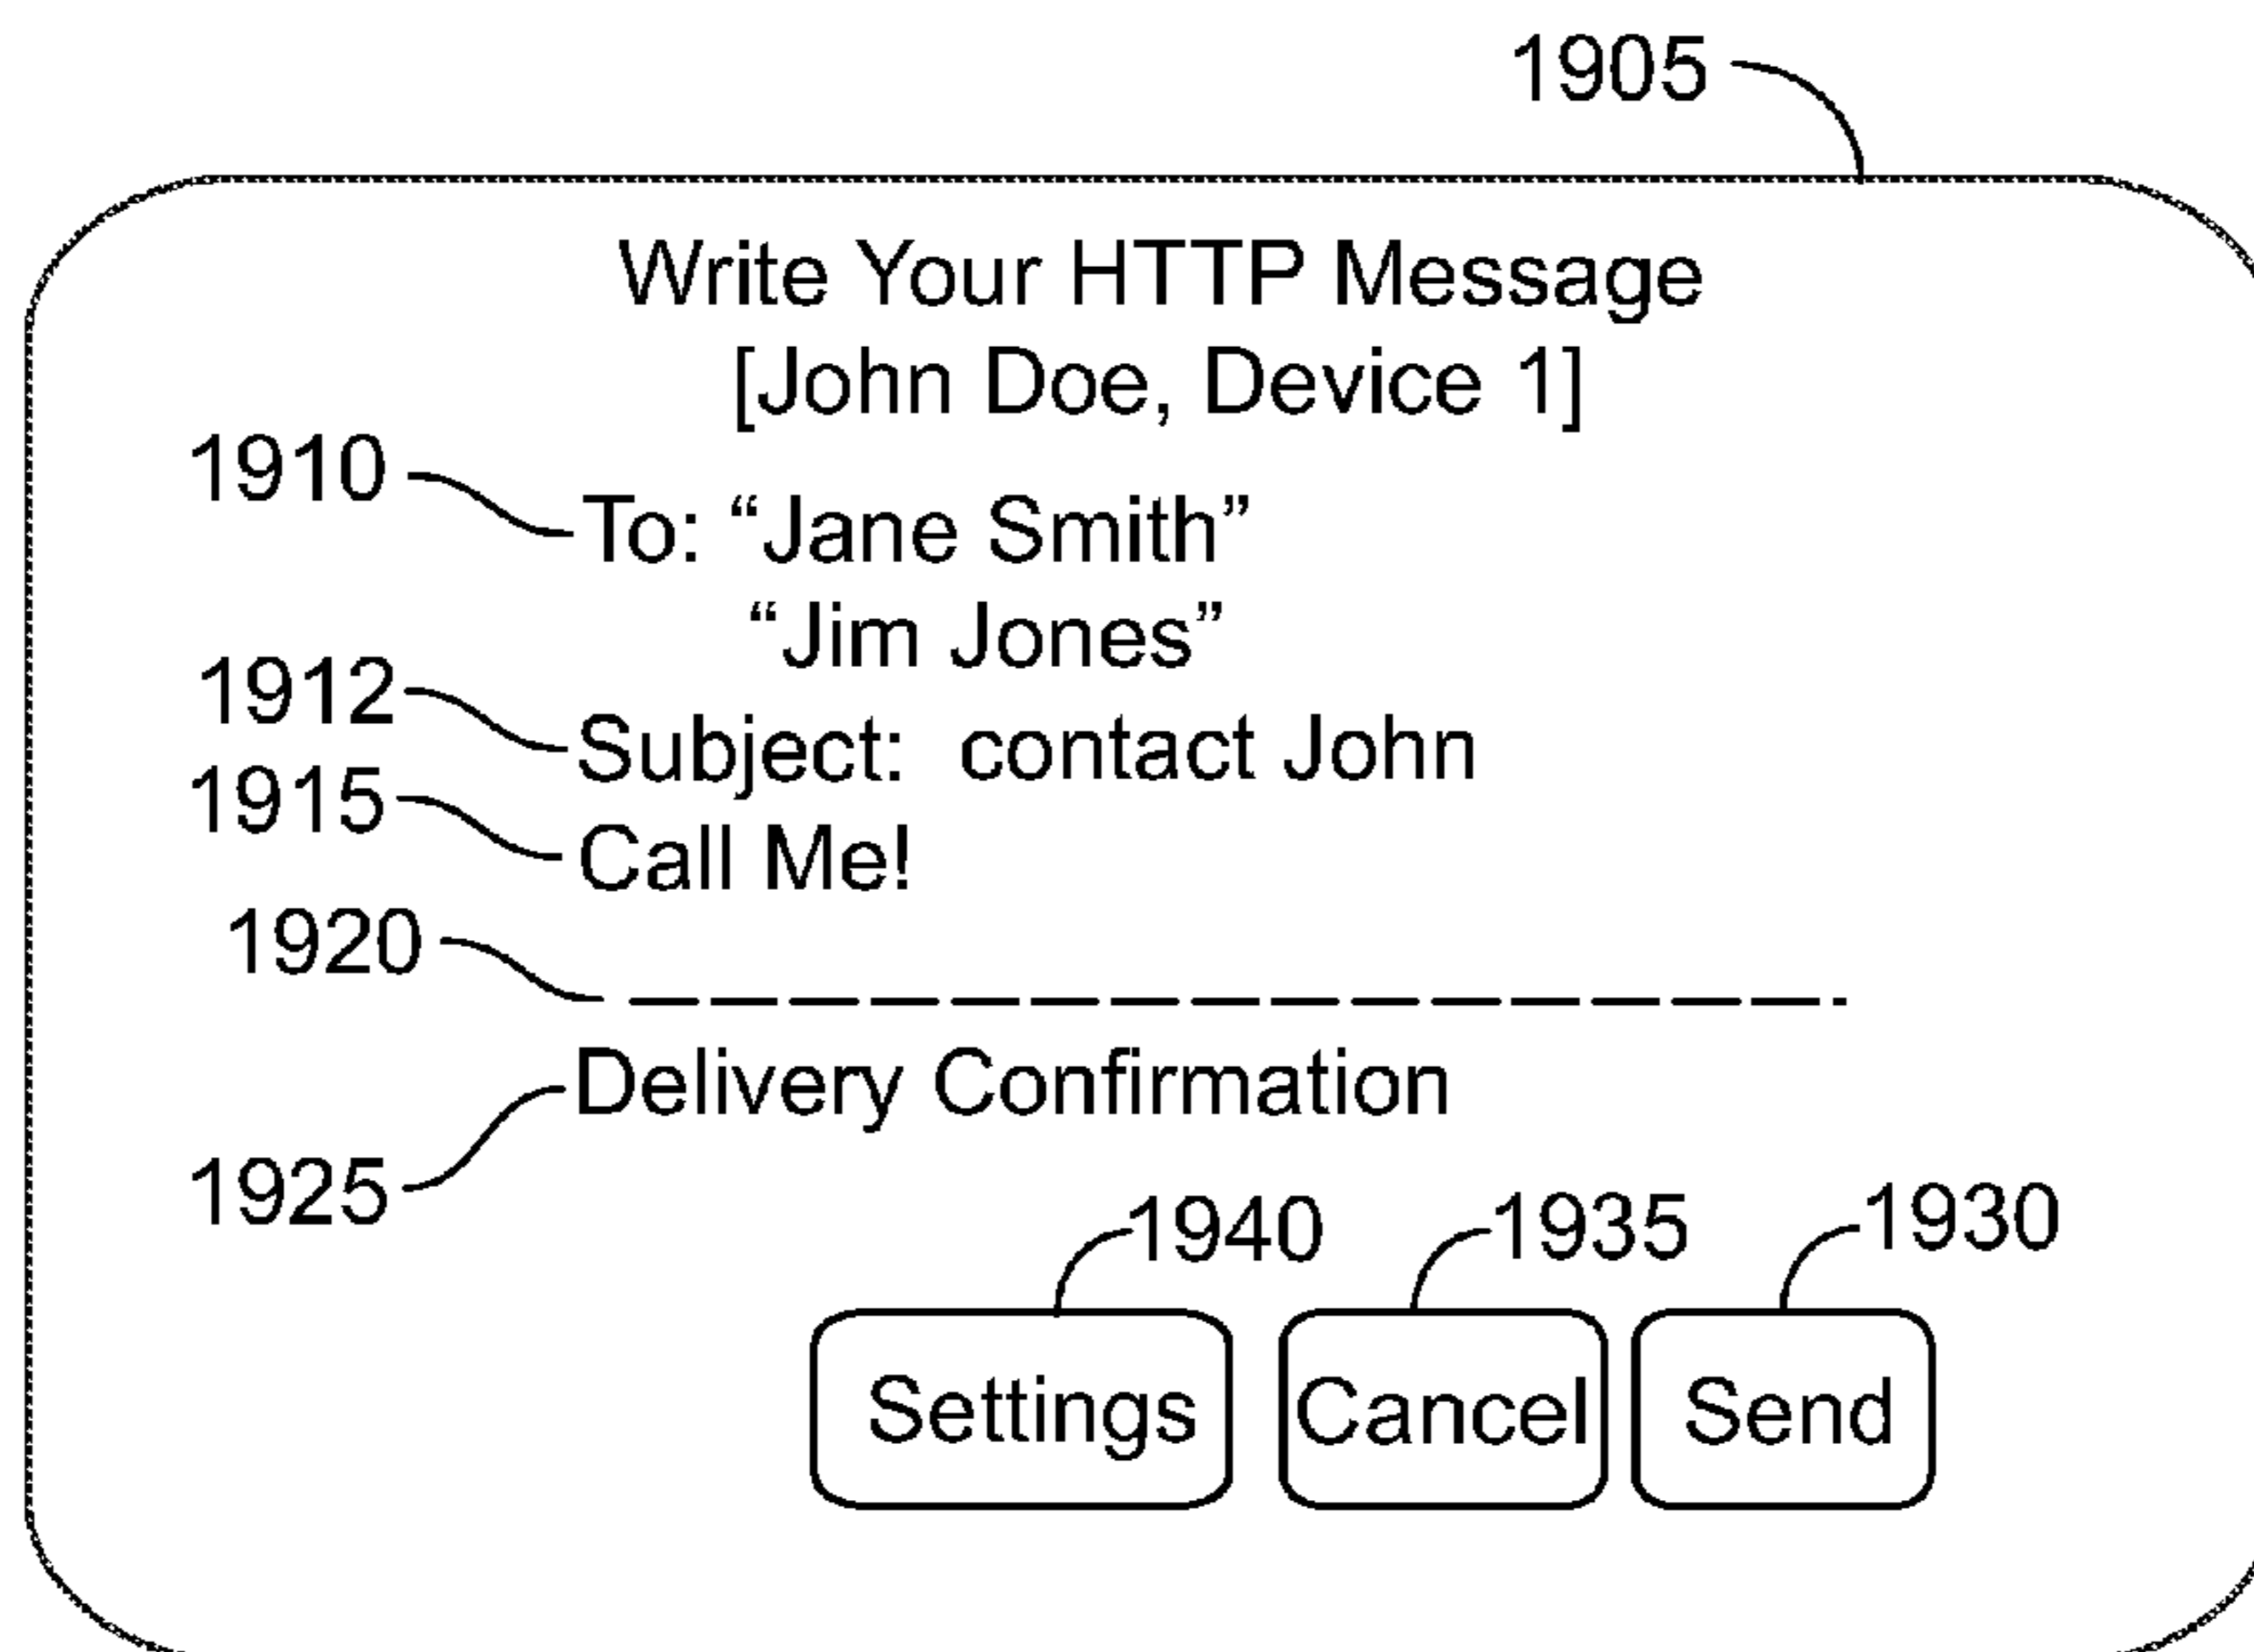 1905
Write Your HTTP Message
[John Doe, Device 1]
1910
To: “Jane Smith”
“Jim Jones”
1912
Subject: contact John
1915
Call Me!
1920
Delivery Confirmation
1925
1940 1935 1930
Settings Cancel Send